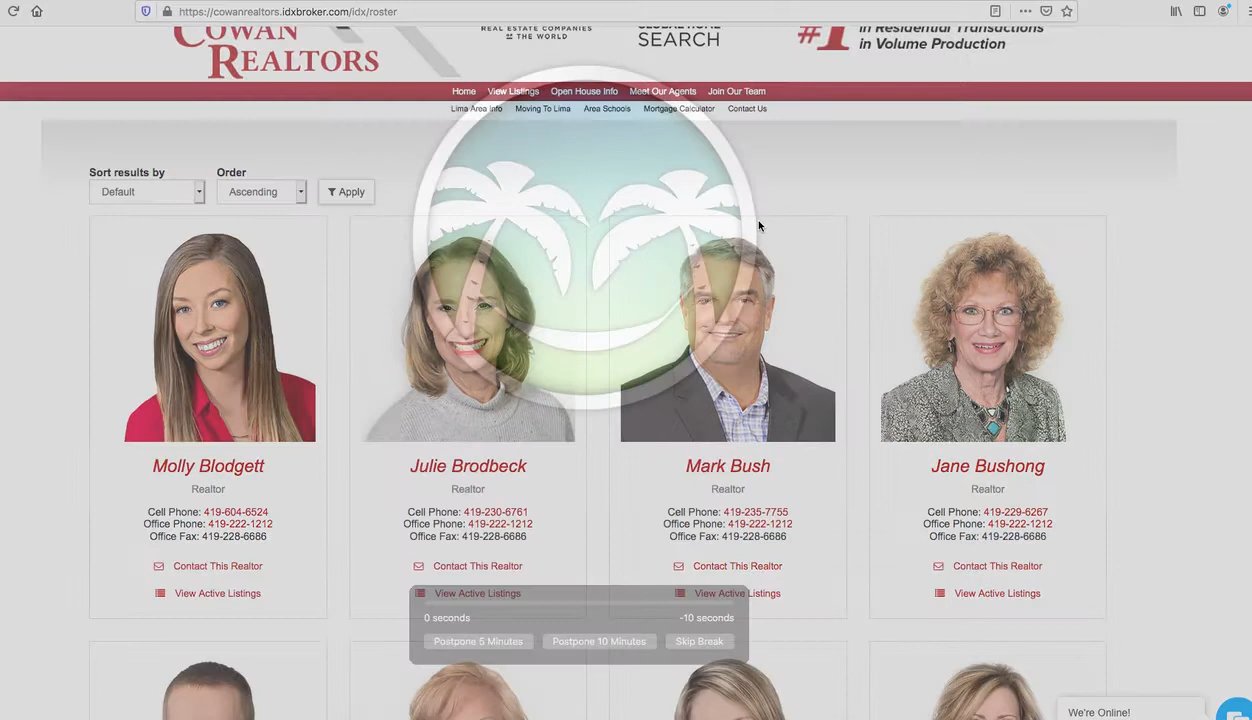 https://cowanrealtors.idxbroker.com/idx/roster
COWAN
REALTORS
REAL ESTATE COMPANIES
IN THE WORLD
SEARCH
#1
in Residential Transactions
in Volume Production
Home View Listings Open House Info Meet Our Agents Join Our Team
Lima Area Info Moving To Lima Area Schools Mortgage Calculator Contact Us
Sort results by Order
Default Ascending Apply
Molly Blodgett Julie Brodbeck Mark Bush Jane Bushong
Realtor Realtor Realtor Realtor
Cell Phone: 419-604-6524 Cell Phone: 419-230-6761 Cell Phone: 419-235-7755 Cell Phone: 419-229-6267
Office Phone: 419-222-1212 Office Phone: 419-222-1212 Office Phone: 419-222-1212 Office Phone: 419-222-1212
Office Fax: 419-228-6686 Office Fax: 419-228-6686 Office Fax: 419-228-6686 Office Fax: 419-228-6686
Contact This Realtor Contact This Realtor Contact This Realtor Contact This Realtor
View Active Listings View Active Listings View Active Listings View Active Listings
0 seconds -10 seconds
Postpone 5 Minutes Postpone 10 Minutes Skip Break
We're Online!